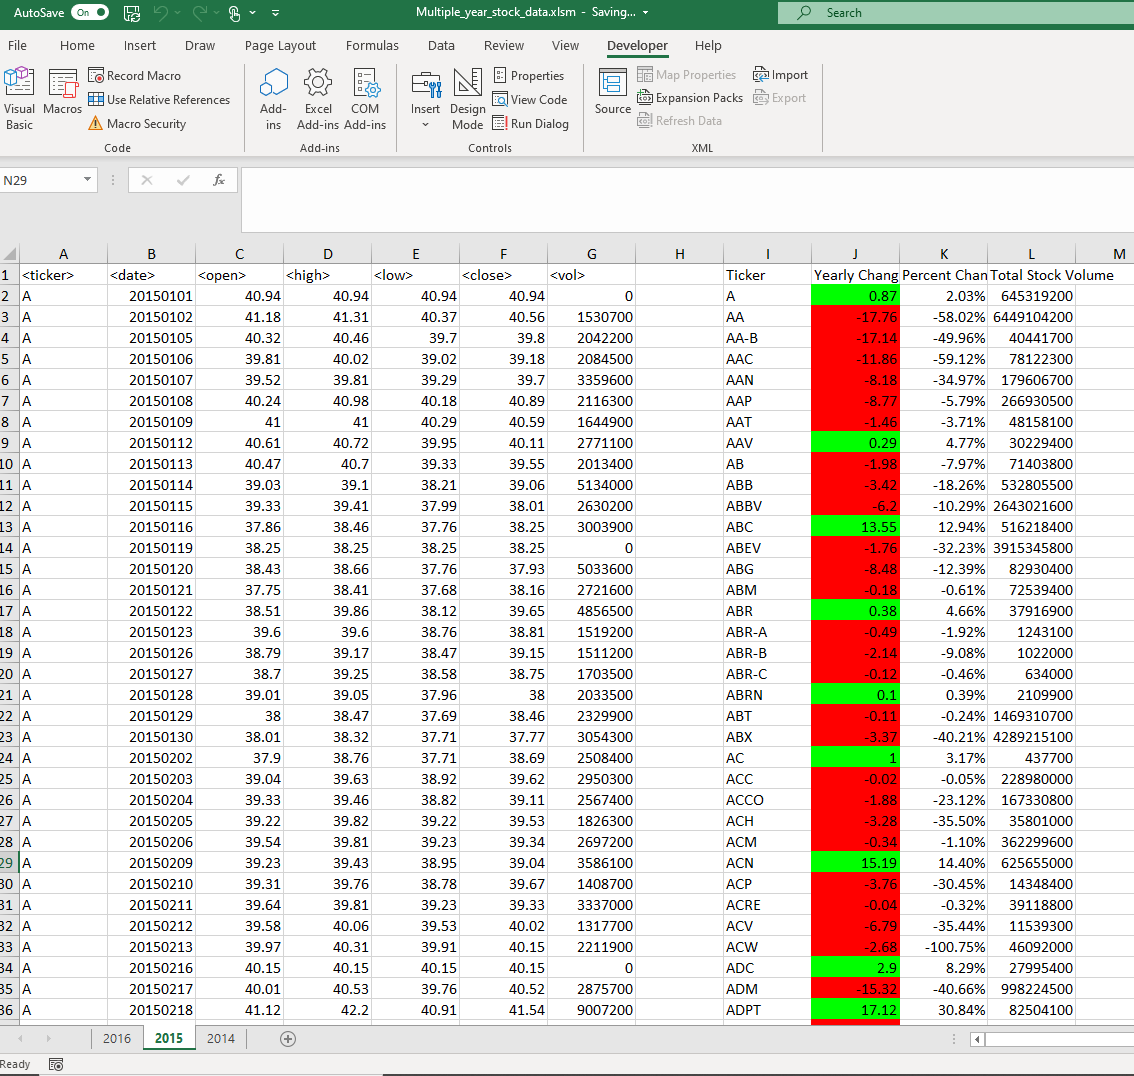 AutoSave On Multiple_year_stock_data.xlsm - Saving... Search
File Home Insert Draw Page Layout Formulas Data Review View Developer Help
Visual Basic
Macros
Record Macro
Use Relative References
Macro Security
Code
Add-ins
Excel Add-ins
COM Add-ins
Add-ins
Insert
Design Mode
Properties
View Code
Run Dialog
Controls
Source
Map Properties
Expansion Packs
Refresh Data
Import
Export
XML
N29 fx
A B C D E F G H I J K L M
1 <ticker> <date> <open> <high> <low> <close> <vol> Ticker Yearly Chang Percent Chan Total Stock Volume
2 A 20150101 40.94 40.94 40.94 40.94 0 A 0.87 2.03% 645319200
3 A 20150102 41.18 41.31 40.37 40.56 1530700 AA -17.76 -58.02% 6449104200
4 A 20150105 40.32 40.46 39.7 39.8 2042200 AA-B -17.14 -49.96% 40441700
5 A 20150106 39.81 40.02 39.02 39.18 2084500 AAC -11.86 -59.12% 78122300
6 A 20150107 39.52 39.81 39.29 39.7 3359600 AAN -8.18 -34.97% 179606700
7 A 20150108 40.24 40.98 40.18 40.89 2116300 AAP -8.77 -5.79% 266930500
8 A 20150109 41 41 40.29 40.59 1644900 AAT -1.46 -3.71% 48158100
9 A 20150112 40.61 40.72 39.95 40.11 2771100 AAV 0.29 4.77% 30229400
10 A 20150113 40.47 40.7 39.33 39.55 2013400 AB -1.98 -7.97% 71403800
11 A 20150114 39.03 39.1 38.21 39.06 5134000 ABB -3.42 -18.26% 532805500
12 A 20150115 39.33 39.41 37.99 38.01 2630200 ABBV -6.2 -10.29% 2643021600
13 A 20150116 37.86 38.46 37.76 38.25 3003900 ABC 13.55 12.94% 516218400
14 A 20150119 38.25 38.25 38.25 38.25 0 ABEV -1.76 -32.23% 3915345800
15 A 20150120 38.43 38.66 37.76 37.93 5033600 ABG -8.48 -12.39% 82930400
16 A 20150121 37.75 38.41 37.68 38.16 2721600 ABM -0.18 -0.61% 72539400
17 A 20150122 38.51 39.86 38.12 39.65 4856500 ABR 0.38 4.66% 37916900
18 A 20150123 39.6 39.6 38.76 38.81 1519200 ABR-A -0.49 -1.92% 1243100
19 A 20150126 38.79 39.17 38.47 39.15 1511200 ABR-B -2.14 -9.08% 1022000
20 A 20150127 38.7 39.25 38.58 38.75 1703500 ABR-C -0.12 -0.46% 634000
21 A 20150128 39.01 39.05 37.96 38 2033500 ABRN 0.1 0.39% 2109900
22 A 20150129 38 38.47 37.69 38.46 2329900 ABT -0.11 -0.24% 1469310700
23 A 20150130 38.01 38.32 37.71 37.77 3054300 ABX -3.37 -40.21% 4289215100
24 A 20150202 37.9 38.76 37.71 38.69 2508400 AC 1 3.17% 437700
25 A 20150203 39.04 39.63 38.92 39.62 2950300 ACC -0.02 -0.05% 228980000
26 A 20150204 39.33 39.46 38.82 39.11 2567400 ACCO -1.88 -23.12% 167330800
27 A 20150205 39.22 39.82 39.22 39.53 1826300 ACH -3.28 -35.50% 35801000
28 A 20150206 39.54 39.81 39.23 39.34 2697200 ACM -0.34 -1.10% 362299600
29 A 20150209 39.23 39.43 38.95 39.04 3586100 ACN 15.19 14.40% 625655000
30 A 20150210 39.31 39.76 38.78 39.67 1408700 ACP -3.76 -30.45% 14348400
31 A 20150211 39.64 39.81 39.23 39.33 3337000 ACRE -0.04 -0.32% 39118800
32 A 20150212 39.58 40.06 39.53 40.02 1317700 ACV -6.79 -35.44% 11539300
33 A 20150213 39.97 40.31 39.91 40.15 2211900 ACW -2.68 -100.75% 46092000
34 A 20150216 40.15 40.15 40.15 40.15 0 ADC 2.9 8.29% 27995400
35 A 20150217 40.01 40.53 39.76 40.52 2875700 ADM -15.32 -40.66% 998224500
36 A 20150218 41.12 42.2 40.91 41.54 9007200 ADPT 17.12 30.84% 82504100
2016 2015 2014
Ready